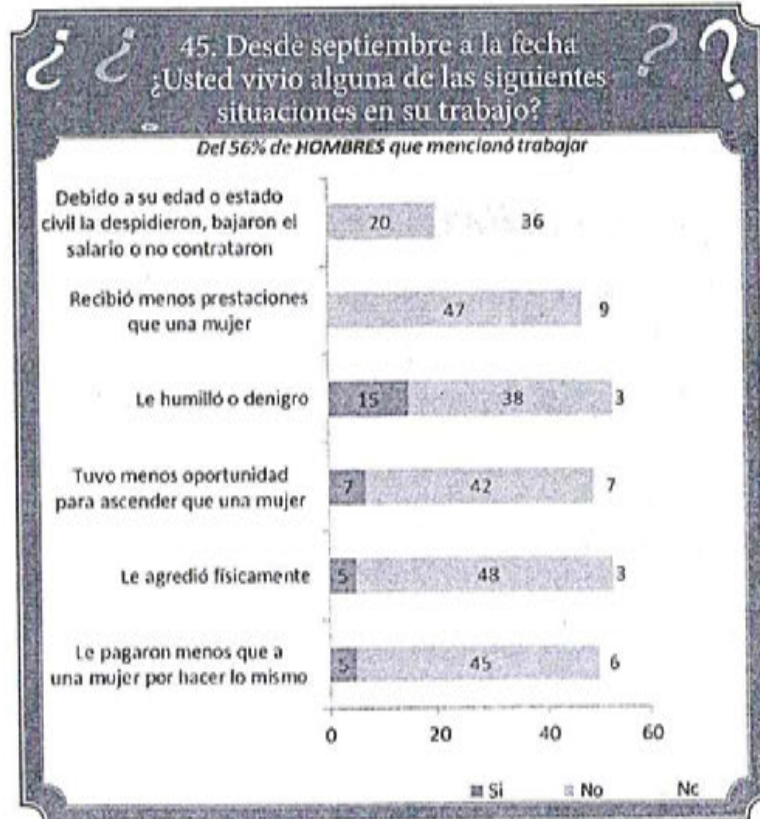 45. Desde septiembre a la fecha
¿Usted vivio alguna de las siguientes
situaciones en su trabajo?
Del 56% de HOMBRES que mencionó trabajar
Debido a su edad o estado
civil la despidieron, bajaron el
salario o no contrataron
20 36
Recibió menos prestaciones
que una mujer
47 9
Le humilló o denigro
15 38 3
Tuvo menos oportunidad
para ascender que una mujer
7 42 7
Le agredió físicamente
5 48 3
Le pagaron menos que a
una mujer por hacer lo mismo
5 45 6
0 20 40 60
Si No Nc